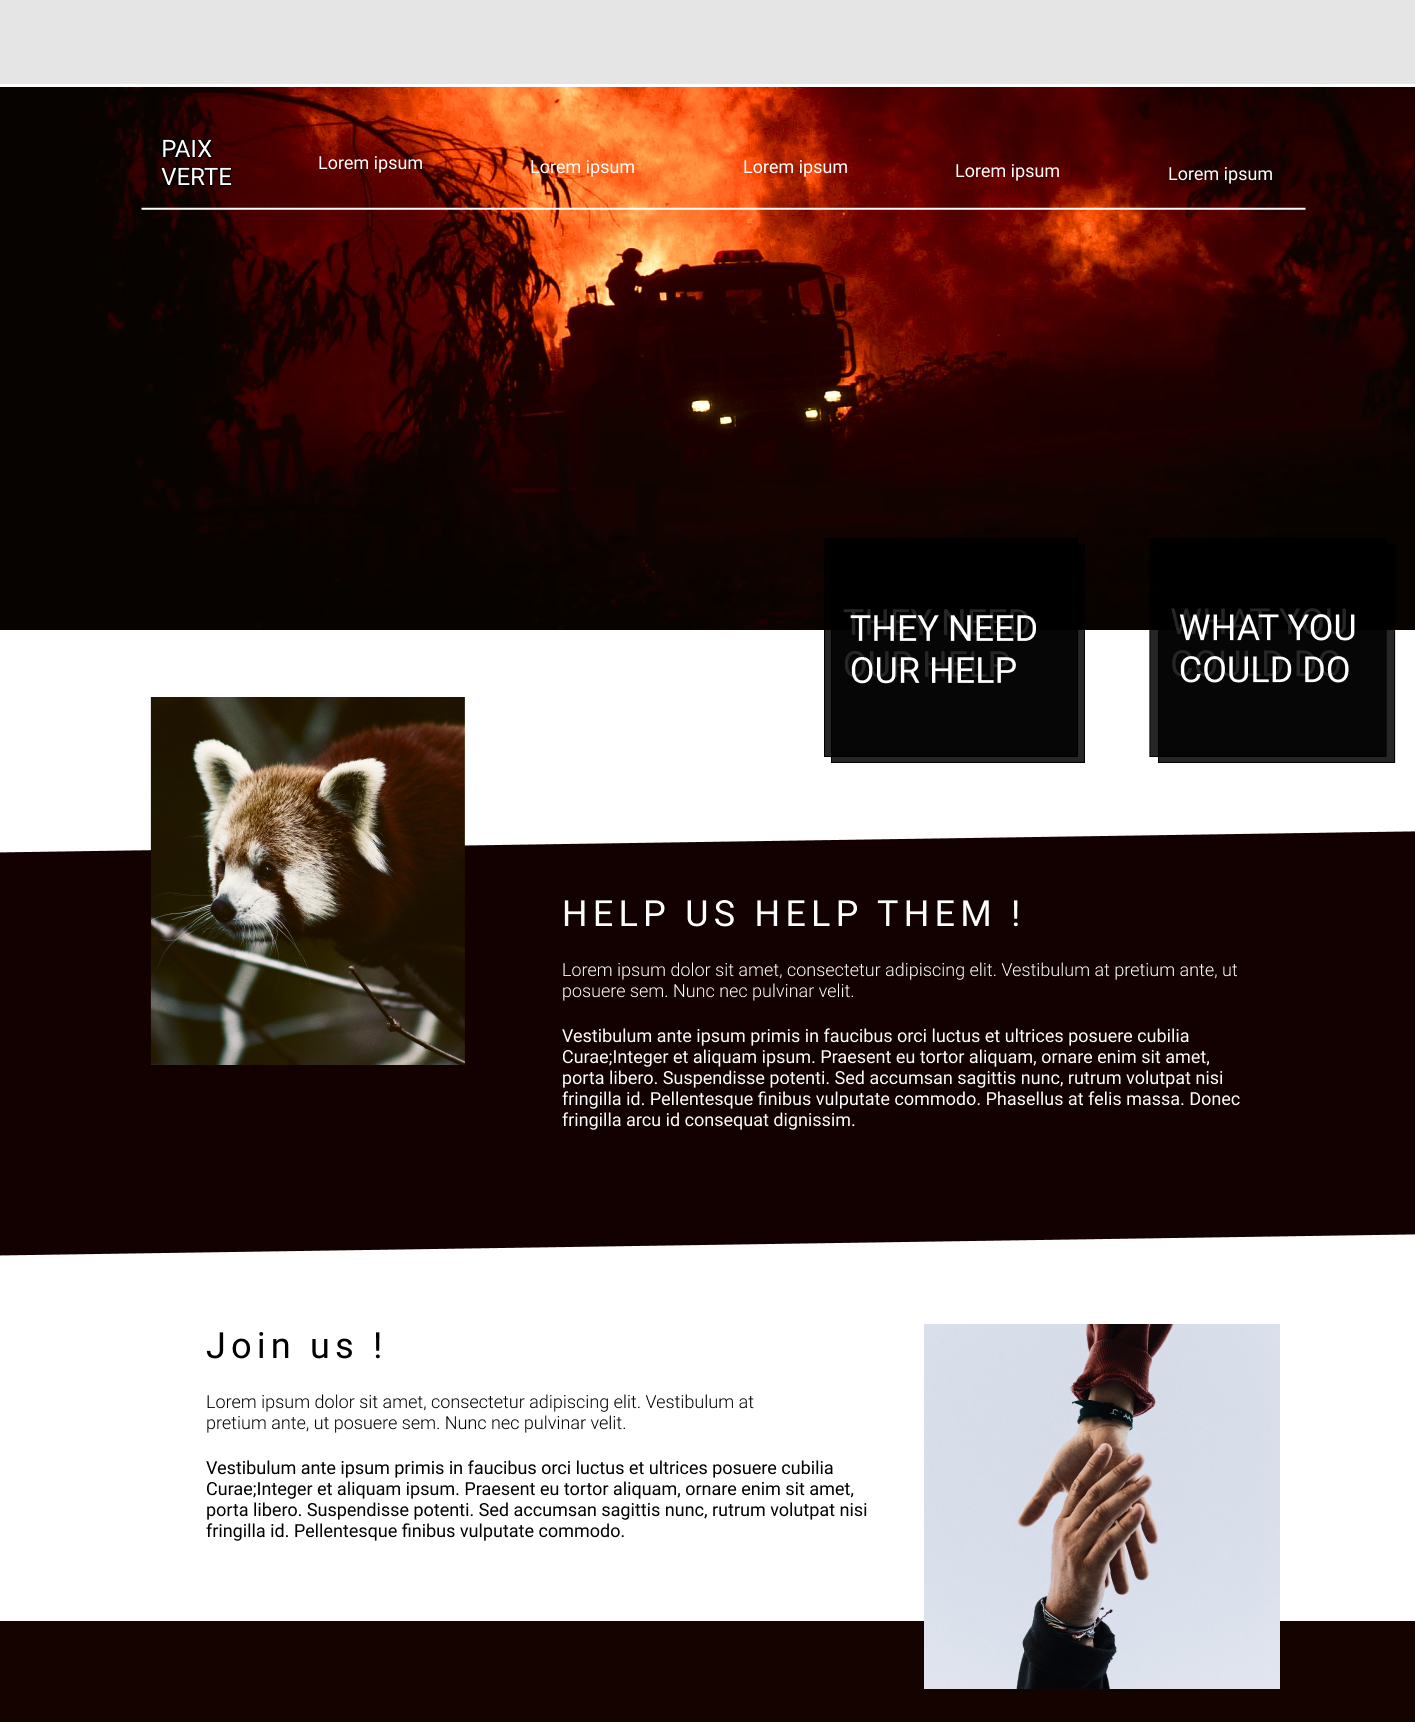 PAIX
VERTE
Lorem ipsum
Lorem ipsum
Lorem ipsum
Lorem ipsum
Lorem ipsum
THEY NEED
OUR HELP
THEY NEED
OUR HELP
WHAT YOU
COULD DO
WHAT YOU
COULD DO
HELP US HELP THEM !
Lorem ipsum dolor sit amet, consectetur adipiscing elit. Vestibulum at pretium ante, ut
posuere sem. Nunc nec pulvinar velit.
Vestibulum ante ipsum primis in faucibus orci luctus et ultrices posuere cubilia
Curae;Integer et aliquam ipsum. Praesent eu tortor aliquam, ornare enim sit amet,
porta libero. Suspendisse potenti. Sed accumsan sagittis nunc, rutrum volutpat nisi
fringilla id. Pellentesque finibus vulputate commodo. Phasellus at felis massa. Donec
fringilla arcu id consequat dignissim.
Join us !
Lorem ipsum dolor sit amet, consectetur adipiscing elit. Vestibulum at
pretium ante, ut posuere sem. Nunc nec pulvinar velit.
Vestibulum ante ipsum primis in faucibus orci luctus et ultrices posuere cubilia
Curae;Integer et aliquam ipsum. Praesent eu tortor aliquam, ornare enim sit amet,
porta libero. Suspendisse potenti. Sed accumsan sagittis nunc, rutrum volutpat nisi
fringilla id. Pellentesque finibus vulputate commodo.